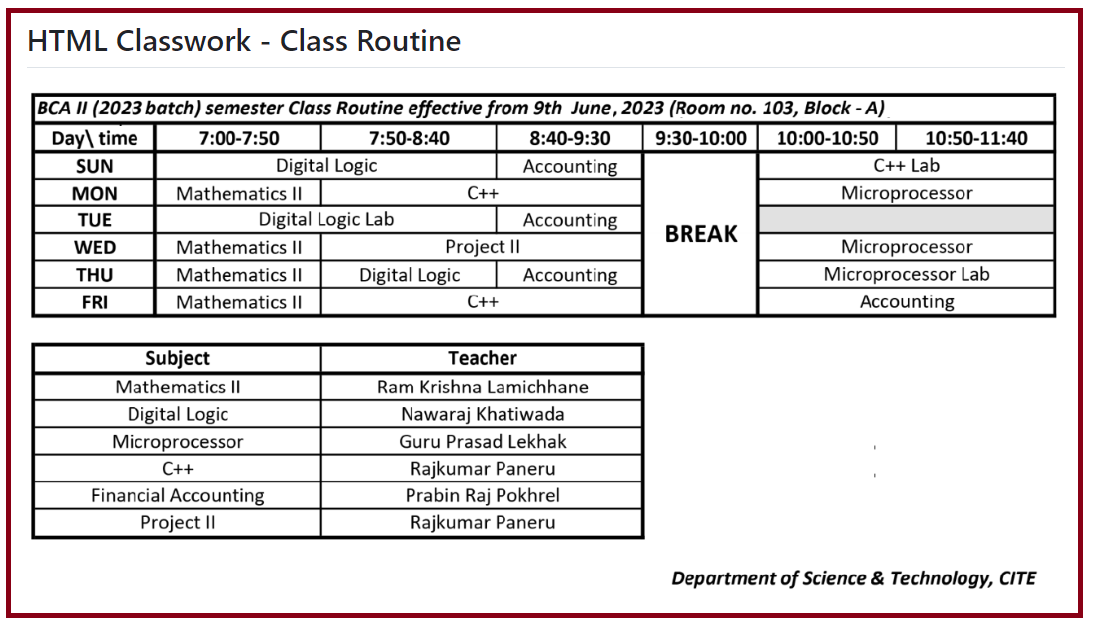 HTML Classwork - Class Routine
BCA II (2023 batch) semester Class Routine effective from 9th June, 2023 (Room no. 103, Block - A)
Day\ time 7:00-7:50 7:50-8:40 8:40-9:30 9:30-10:00 10:00-10:50 10:50-11:40
SUN Digital Logic Accounting C++ Lab
MON Mathematics II C++ Microprocessor
TUE Digital Logic Lab Accounting
BREAK
WED Mathematics II Project II Microprocessor
THU Mathematics II Digital Logic Accounting Microprocessor Lab
FRI Mathematics II C++ Accounting
Subject Teacher
Mathematics II Ram Krishna Lamichhane
Digital Logic Nawaraj Khatiwada
Microprocessor Guru Prasad Lekhak
C++ Rajkumar Paneru
Financial Accounting Prabin Raj Pokhrel
Project II Rajkumar Paneru
Department of Science & Technology, CITE